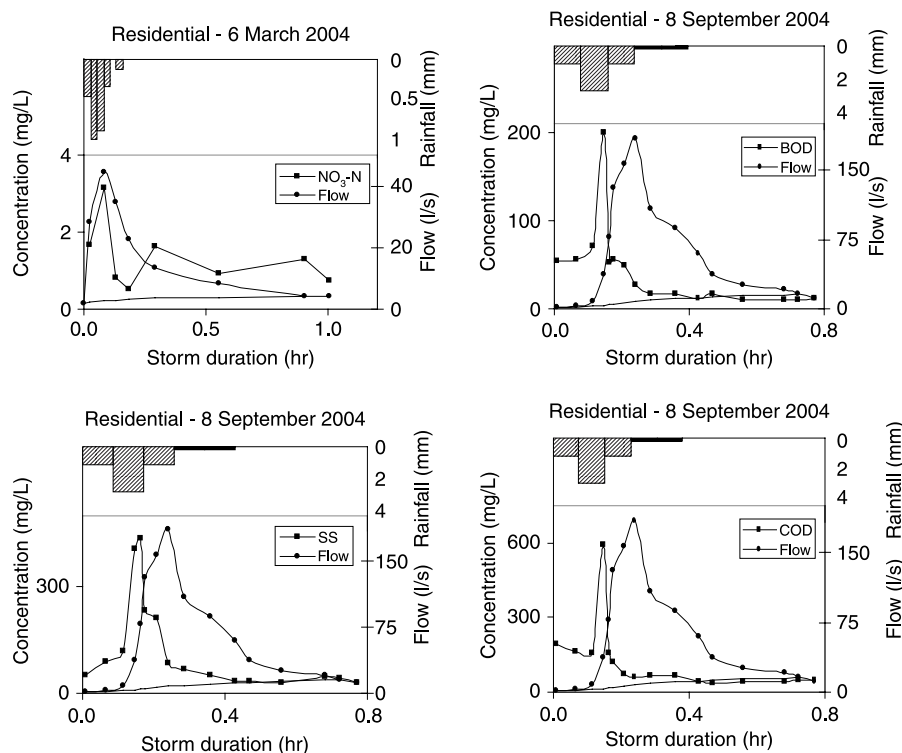 Residential - 6 March 2004
Concentration (mg/L)
4
2
0
0
0.5
1
Rainfall (mm)
40
20
0
Flow (l/s)
NO3-N
Flow
0.0
0.5
1.0
Storm duration (hr)
Residential - 8 September 2004
Concentration (mg/L)
200
100
0
0
2
4
Rainfall (mm)
150
75
0
Flow (l/s)
BOD
Flow
0.0
0.4
0.8
Storm duration (hr)
Residential - 8 September 2004
Concentration (mg/L)
300
0
0
2
4
Rainfall (mm)
150
75
0
Flow (l/s)
SS
Flow
0.0
0.4
0.8
Storm duration (hr)
Residential - 8 September 2004
Concentration (mg/L)
600
300
0
0
2
4
Rainfall (mm)
150
75
0
Flow (l/s)
COD
Flow
0.0
0.4
0.8
Storm duration (hr)